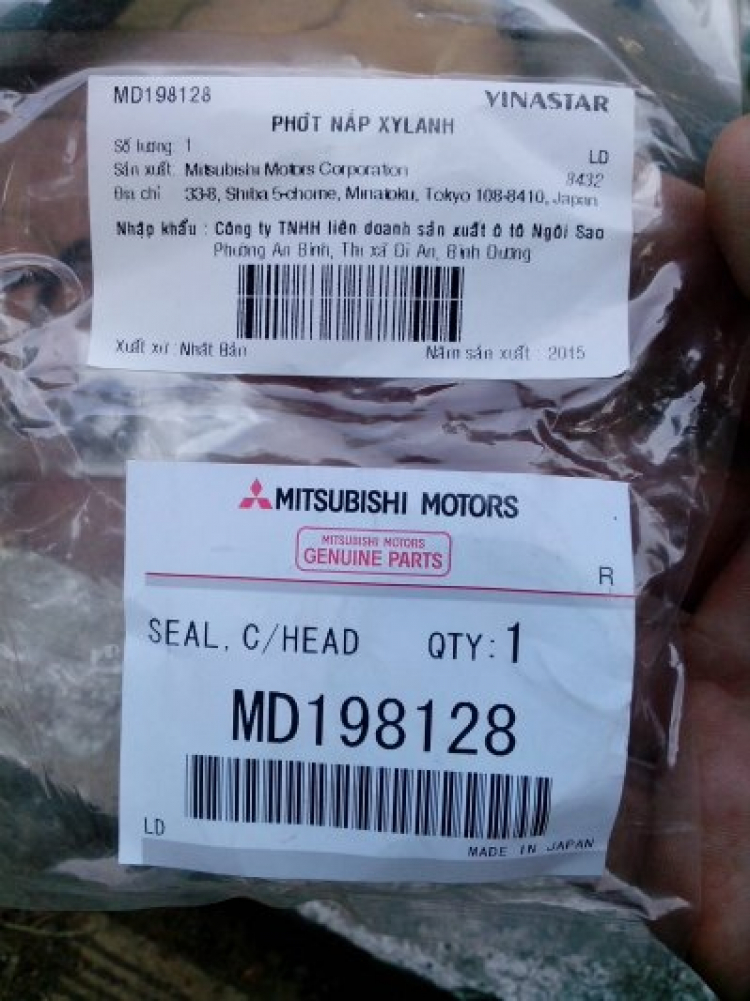 MD198128
VINASTAR
PHỚT NẮP XYLANH
Số lượng: 1
LD
Sản xuất: Mitsubishi Motors Corporation
8432
Địa chỉ 33-8, Shiba 5-chome, Minatoku, Tokyo 108-8410, Japan
Nhập khẩu : Công ty TNHH liên doanh sản xuất ô tô Ngôi Sao
Phường An Bình, Thị xã Dĩ An, Bình Dương
Xuất xứ: Nhật Bản
Năm sản xuất : 2015
MITSUBISHI MOTORS
MITSUBISHI MOTORS
GENUINE PARTS
R
SEAL, C/HEAD QTY: 1
MD198128
LD
MADE IN JAPAN